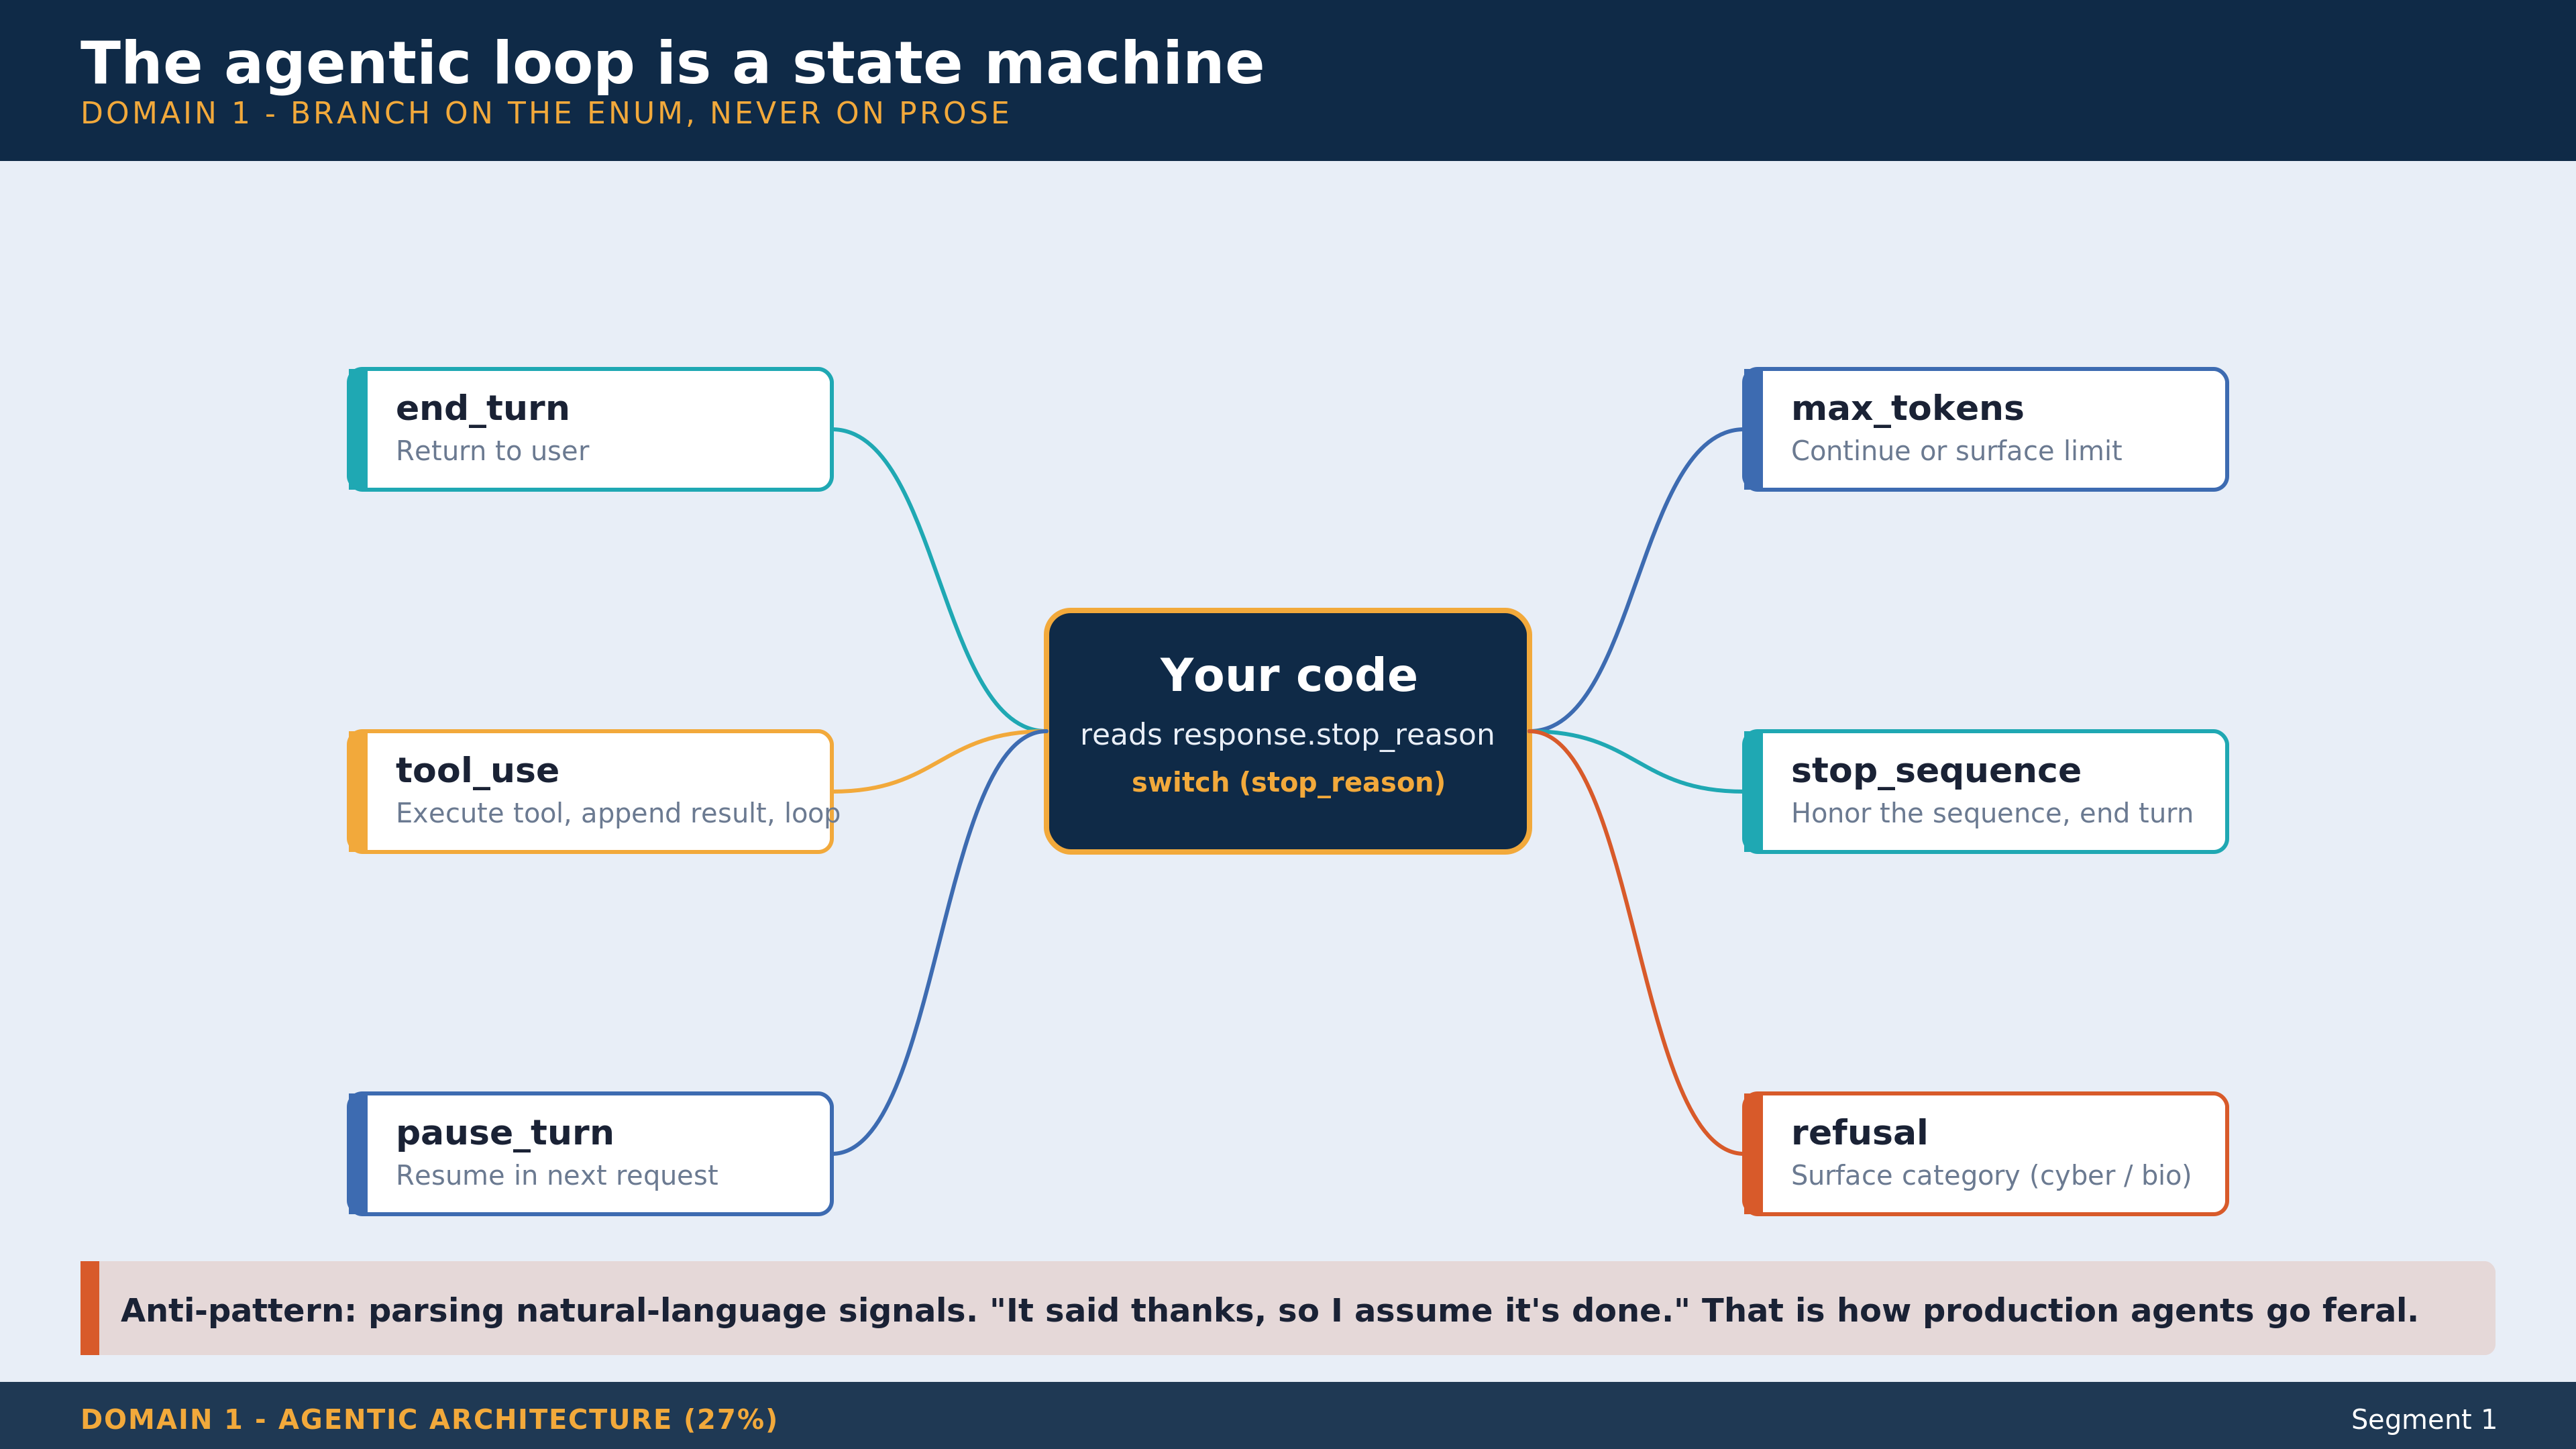 The agentic loop is a state machine
DOMAIN 1 - BRANCH ON THE ENUM, NEVER ON PROSE
end_turn
Return to user
tool_use
Execute tool, append result, loop
pause_turn
Resume in next request
Your code
reads response.stop_reason
switch (stop_reason)
max_tokens
Continue or surface limit
stop_sequence
Honor the sequence, end turn
refusal
Surface category (cyber / bio)
Anti-pattern: parsing natural-language signals. "It said thanks, so I assume it's done." That is how production agents go feral.
DOMAIN 1 - AGENTIC ARCHITECTURE (27%)
Segment 1